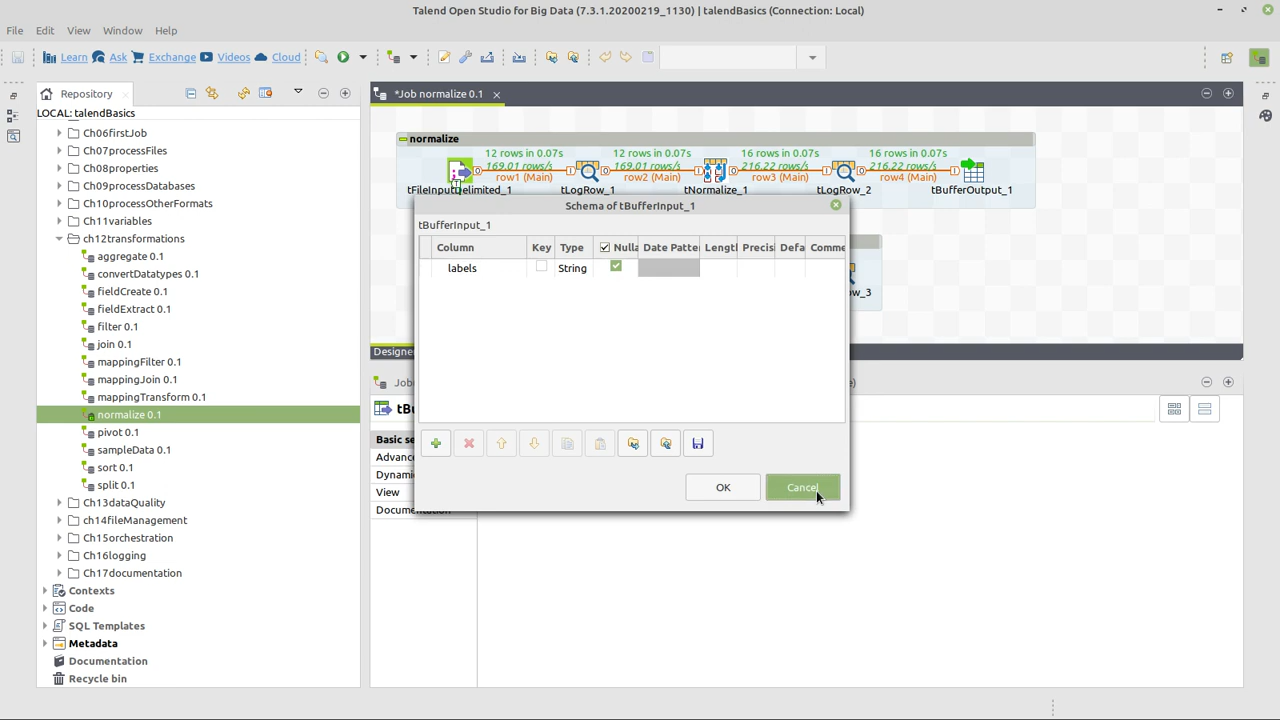 Talend Open Studio for Big Data (7.3.1.20200219_1130) | talendBasics (Connection: Local)
File Edit View Window Help
Learn Ask Exchange Videos Cloud
Repository
LOCAL: talendBasics
Ch06firstJob
Ch07processFiles
Ch08properties
Ch09processDatabases
Ch10processOtherFormats
Ch11variables
ch12transformations
aggregate 0.1
convertDatatypes 0.1
fieldCreate 0.1
fieldExtract 0.1
filter 0.1
join 0.1
mappingFilter 0.1
mappingJoin 0.1
mappingTransform 0.1
normalize 0.1
pivot 0.1
sampleData 0.1
sort 0.1
split 0.1
Ch13dataQuality
ch14fileManagement
Ch15orchestration
Ch16logging
Ch17documentation
Contexts
Code
SQL Templates
Metadata
Documentation
Recycle bin
*Job normalize 0.1
normalize
12 rows in 0.07s 12 rows in 0.07s 16 rows in 0.07s 16 rows in 0.07s
169.01 rows/s 169.01 rows/s 216.22 rows/s 216.22 rows/s
row1 (Main) row2 (Main) row3 (Main) row4 (Main)
tFileInputDelimited_1 tLogRow_1 tNormalize_1 tLogRow_2 tBufferOutput_1
ow_3
Designer
Job
tBu
Basic se
Advanc
Dynami
View
Documentation
Schema of tBufferInput_1
tBufferInput_1
Column Key Type Nulla Date Patte Lengt Precis Defa Comme
labels String
OK Cancel